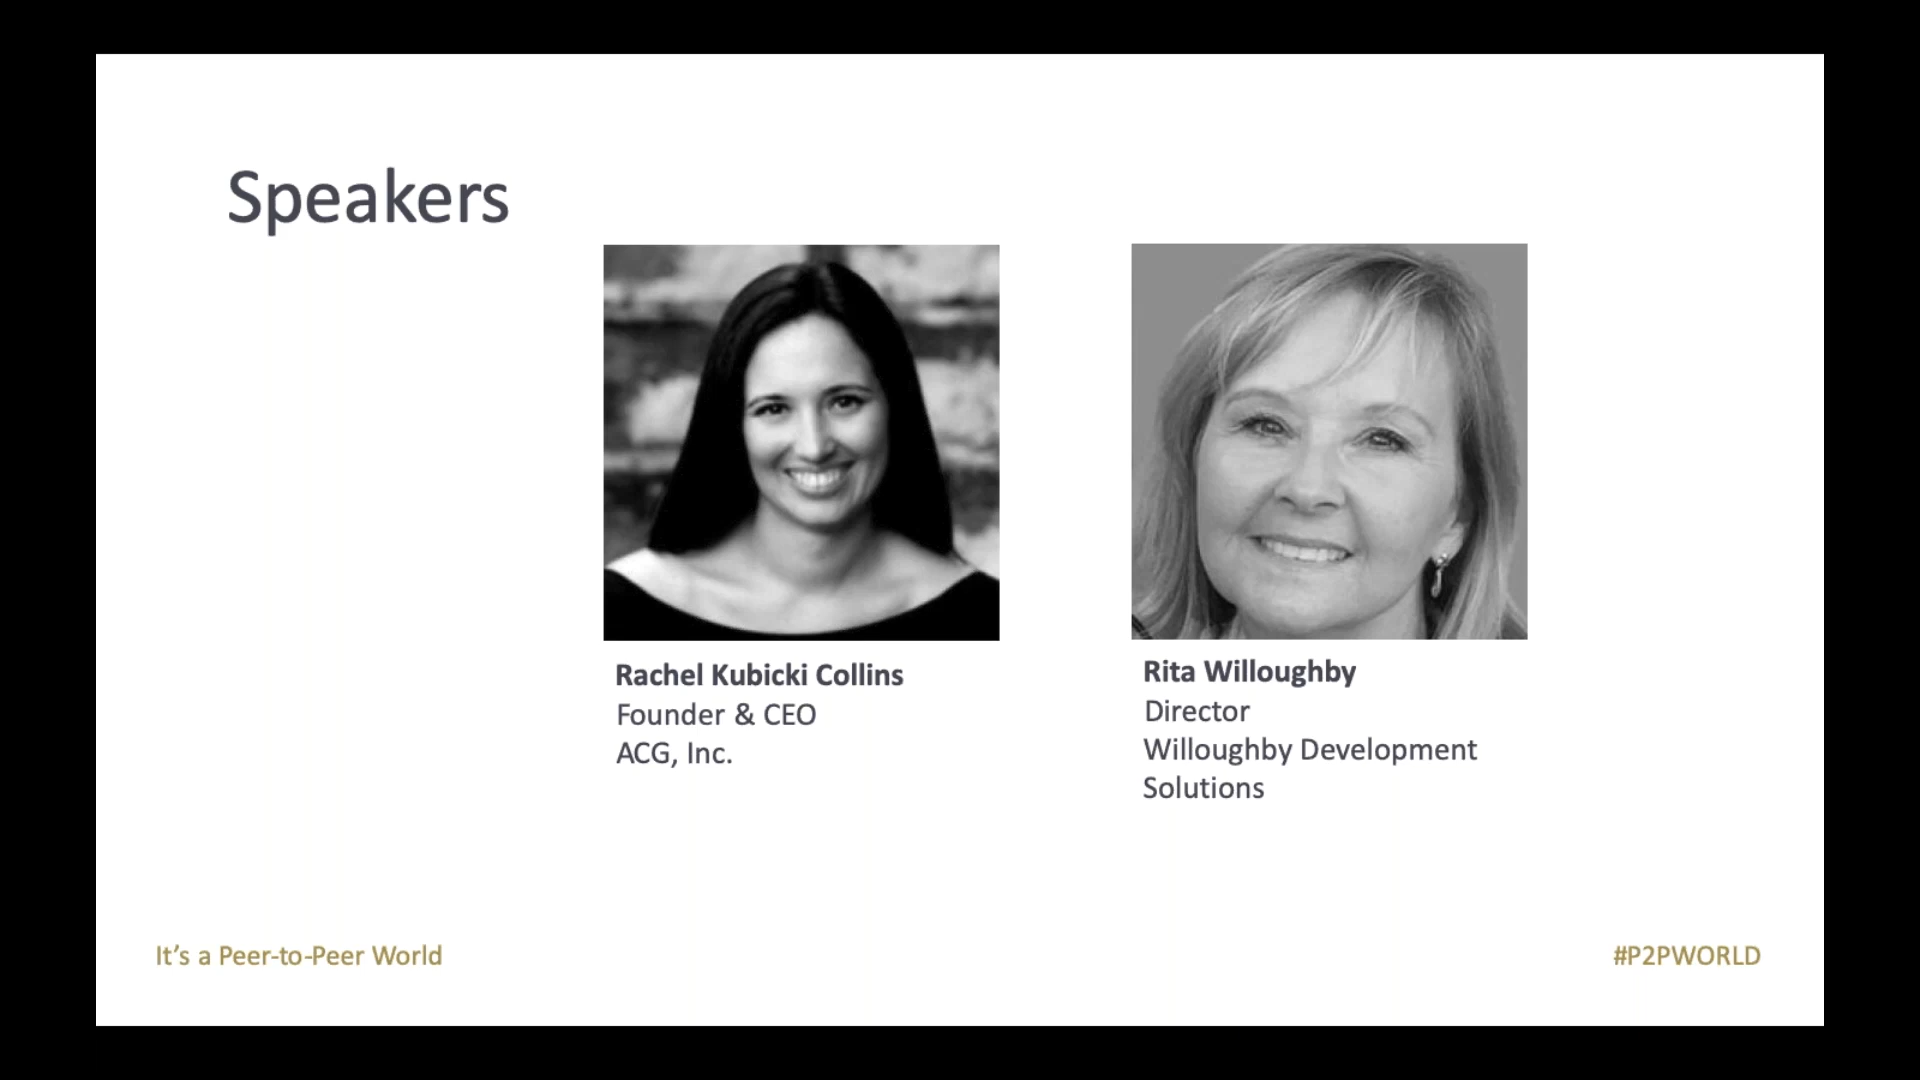 Speakers
Rachel Kubicki Collins
Founder & CEO
ACG, Inc.
Rita Willoughby
Director
Willoughby Development
Solutions
It’s a Peer-to-Peer World
#P2PWORLD